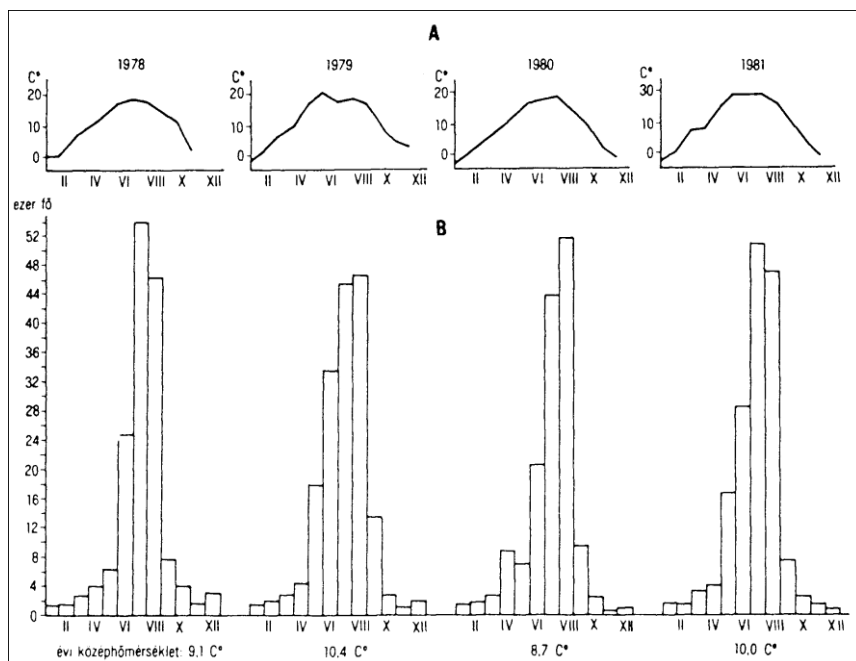 A
1978 1979 1980 1981
C° C° C° C°
20 20 20 30
10 10 10 10
0 0 0 0
II IV VI VIII X XII II IV VI VIII X XII II IV VI VIII X XII II IV VI VIII X XII
ezer fő
B
52
48
44
40
36
32
28
24
20
16
12
8
4
0
II IV VI VIII X XII II IV VI VIII X XII II IV VI VIII X XII II IV VI VIII X XII
évi középhőmérséklet: 9,1 C° 10,4 C° 8,7 C° 10,0 C°